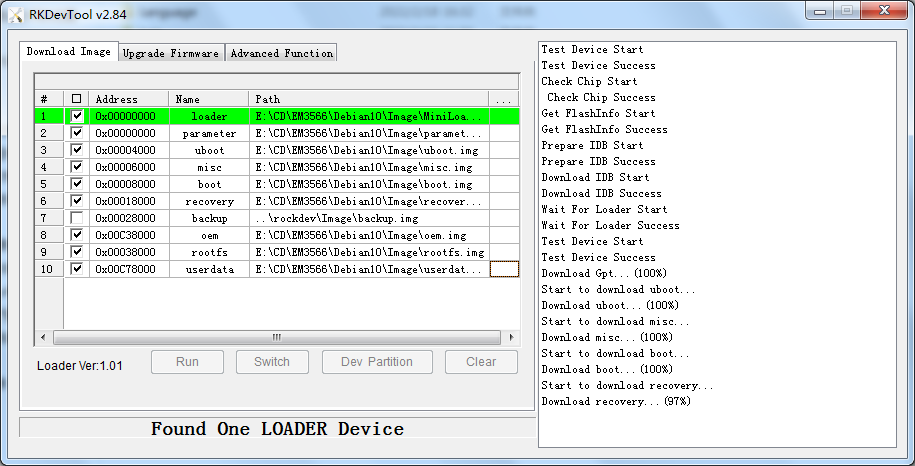 RKDevTool v2.84
Download Image Upgrade Firmware Advanced Function
# Address Name Path ...
1 0x00000000 loader E:\CD\EM3566\Debian10\Image\MiniLoa...
2 0x00000000 parameter E:\CD\EM3566\Debian10\Image\paramet...
3 0x00004000 uboot E:\CD\EM3566\Debian10\Image\uboot.img
4 0x00006000 misc E:\CD\EM3566\Debian10\Image\misc.img
5 0x00008000 boot E:\CD\EM3566\Debian10\Image\boot.img
6 0x00018000 recovery E:\CD\EM3566\Debian10\Image\recover...
7 0x00028000 backup ..\rockdev\Image\backup.img
8 0x00C38000 oem E:\CD\EM3566\Debian10\Image\oem.img
9 0x00038000 rootfs E:\CD\EM3566\Debian10\Image\rootfs.img
10 0x00C78000 userdata E:\CD\EM3566\Debian10\Image\userdat...
Loader Ver:1.01 Run Switch Dev Partition Clear
Found One LOADER Device
Test Device Start
Test Device Success
Check Chip Start
Check Chip Success
Get FlashInfo Start
Get FlashInfo Success
Prepare IDB Start
Prepare IDB Success
Download IDB Start
Download IDB Success
Wait For Loader Start
Wait For Loader Success
Test Device Start
Test Device Success
Download Gpt...(100%)
Start to download uboot...
Download uboot...(100%)
Start to download misc...
Download misc...(100%)
Start to download boot...
Download boot...(100%)
Start to download recovery...
Download recovery...(97%)